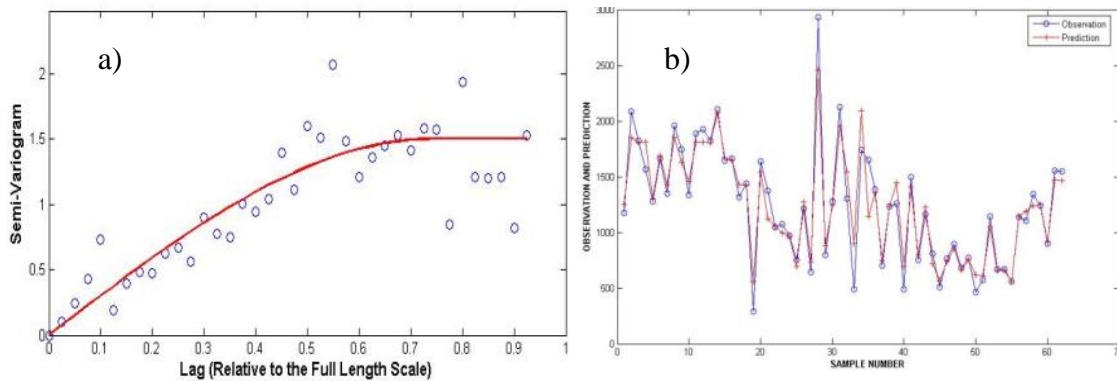 a)
Semi-Variogram
2
1.5
1
0.5
0
0 0.1 0.2 0.3 0.4 0.5 0.6 0.7 0.8 0.9 1
Lag (Relative to the Full Length Scale)
b)
OBSERVATION AND PREDICTION
3000
2500
2000
1500
1000
500
0
0 10 20 30 40 50 60 70
SAMPLE NUMBER
Observation
Prediction